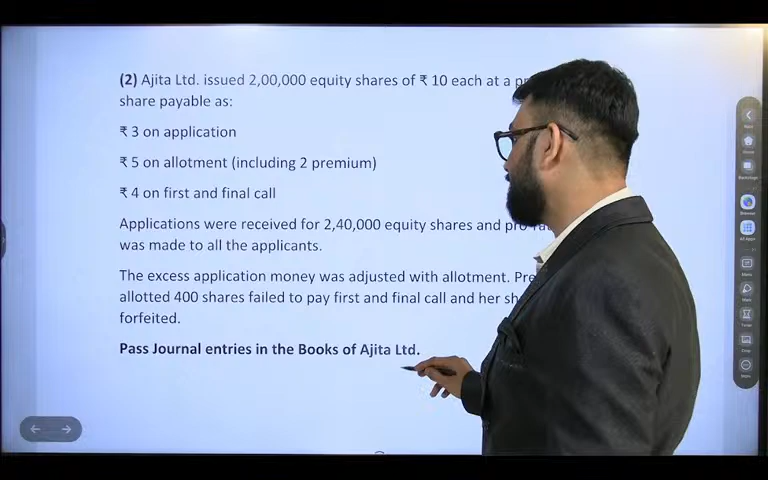 (2) Ajita Ltd. issued 2,00,000 equity shares of ₹ 10 each at a
share payable as:
₹ 3 on application
₹ 5 on allotment (including 2 premium)
₹ 4 on first and final call
Applications were received for 2,40,000 equity shares and
was made to all the applicants.
The excess application money was adjusted with allotment.
allotted 400 shares failed to pay first and final call and her
forfeited.
Pass Journal entries in the Books of Ajita Ltd.